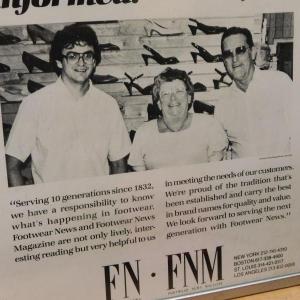 informed.
"Serving 10 generations since 1832,
we have a responsibility to know
what's happening in footwear.
Footwear News and Footwear News
Magazine are not only lively, inter-
esting reading but very helpful to us
in meeting the needs of our customers.
We're proud of the tradition that's
been established and carry the best
in brand names for quality and value.
We look forward to serving the next
generation with Footwear News."
FN · FNM
FOOTWEAR NEWS MAGAZINE
NEW YORK
BOSTON
ST. LOUIS
LOS ANGELES